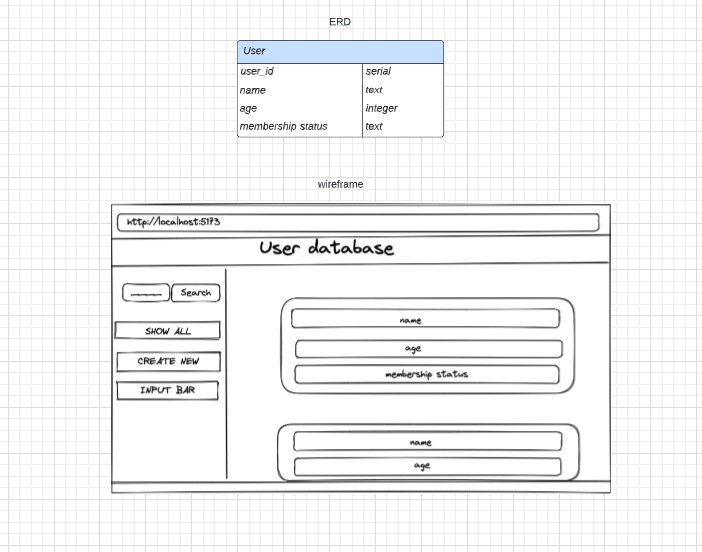 ERD
User
user_id serial
name text
age integer
membership status text
wireframe
http://localhost:5173
User database
Search
SHOW ALL
CREATE NEW
INPUT BAR
name
age
membership status
name
age